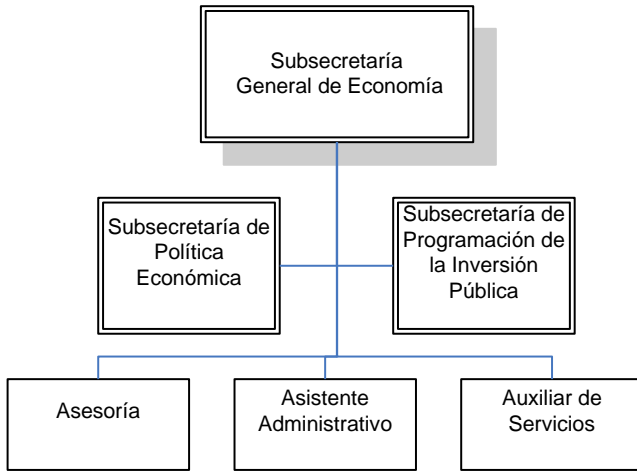 Subsecretaría
General de Economía
Subsecretaría de
Política
Económica
Subsecretaría de
Programación de
la Inversión
Pública
Asesoría
Asistente
Administrativo
Auxiliar de
Servicios